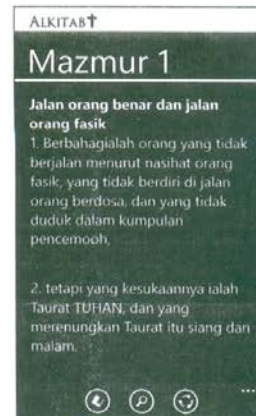 ALKITAB✝
Mazmur 1
Jalan orang benar dan jalan
orang fasik
1. Berbahagialah orang yang tidak
berjalan menurut nasihat orang
fasik, yang tidak berdiri di jalan
orang berdosa, dan yang tidak
duduk dalam kumpulan
pencemooh,
2. tetapi yang kesukaannya ialah
Taurat TUHAN, dan yang
merenungkan Taurat itu siang dan
malam.